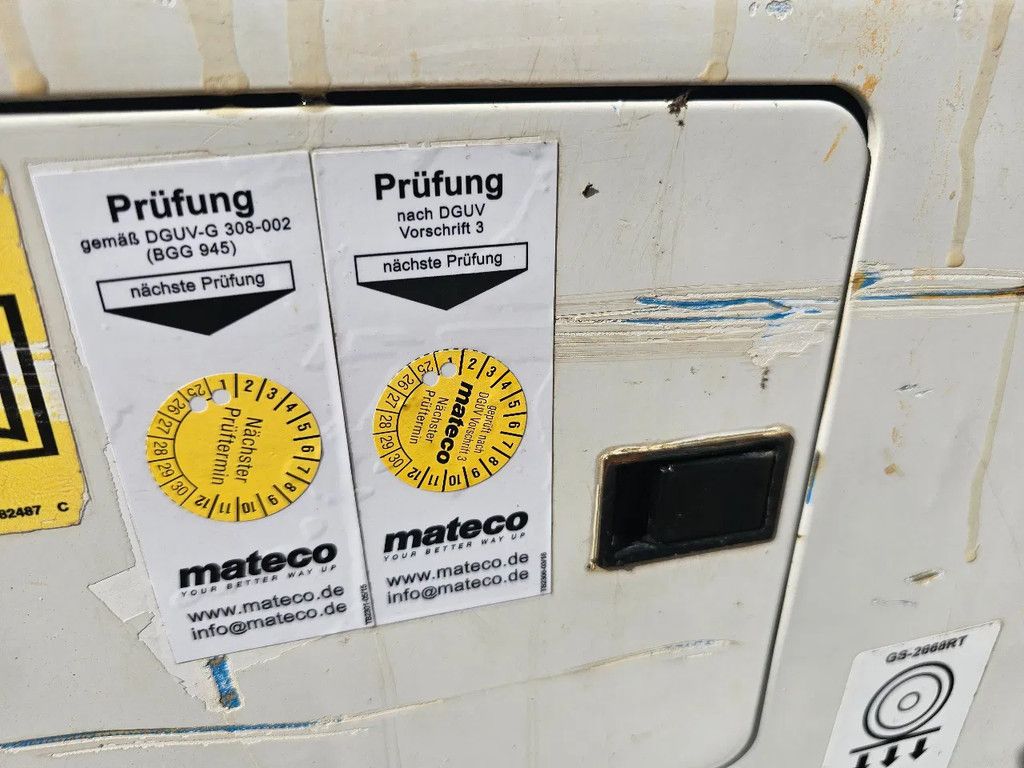 Prüfung
gemäß DGUV-G 308-002
(BGG 945)
nächste Prüfung
25 1 2 3 4 5 6 7 8 9 10 11 12 30 29 28 27 26
Nächster
Prüftermin
mateco
YOUR BETTER WAY UP
www.mateco.de
info@mateco.de
Prüfung
nach DGUV
Vorschrift 3
nächste Prüfung
25 1 2 3 4 5 6 7 8 9 10 11 12 30 29 28 27 26
geprüft nach
DGUV Vorschrift 3
mateco
Nächster
Prüftermin
mateco
YOUR BETTER WAY UP
www.mateco.de
info@mateco.de
82487 C
GS-2668RT